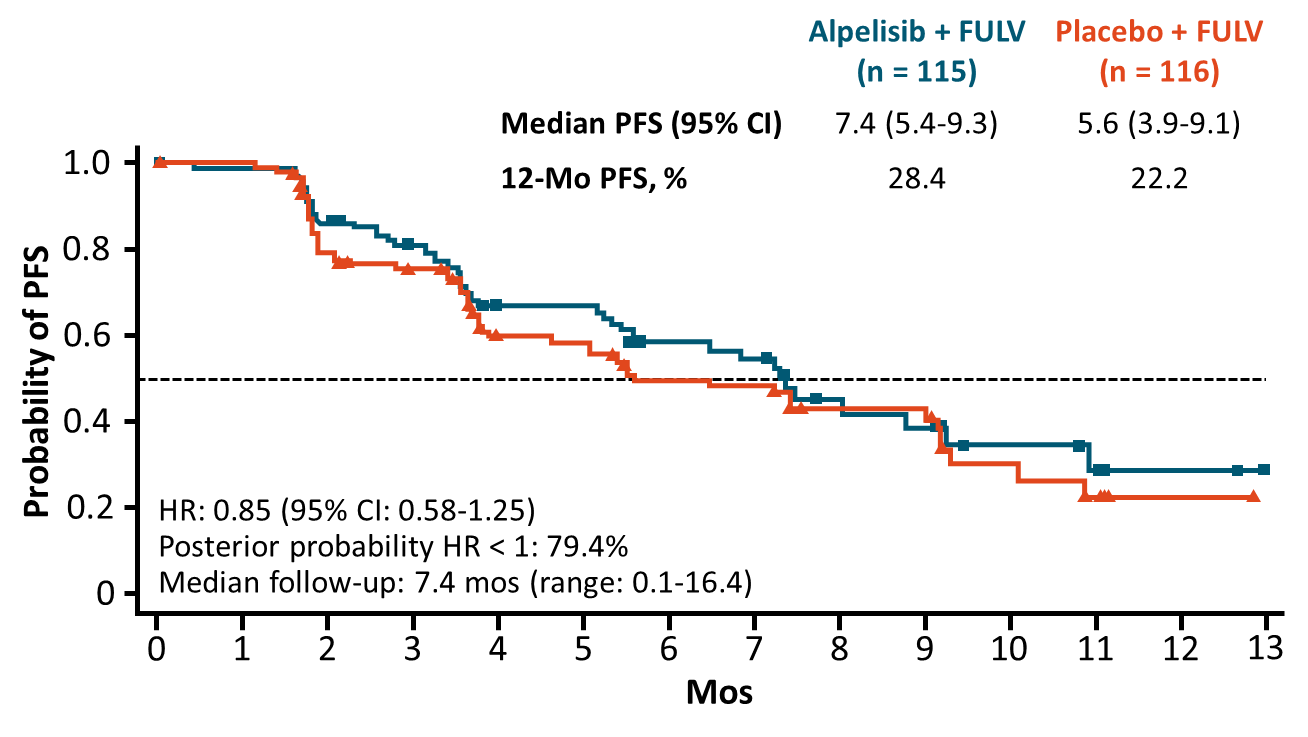 Alpelisib + FULV Placebo + FULV
(n = 115) (n = 116)
Median PFS (95% CI) 7.4 (5.4-9.3) 5.6 (3.9-9.1)
12-Mo PFS, % 28.4 22.2
Probability of PFS
1.0
0.8
0.6
0.4
0.2
0
HR: 0.85 (95% CI: 0.58-1.25)
Posterior probability HR < 1: 79.4%
Median follow-up: 7.4 mos (range: 0.1-16.4)
0 1 2 3 4 5 6 7 8 9 10 11 12 13
Mos